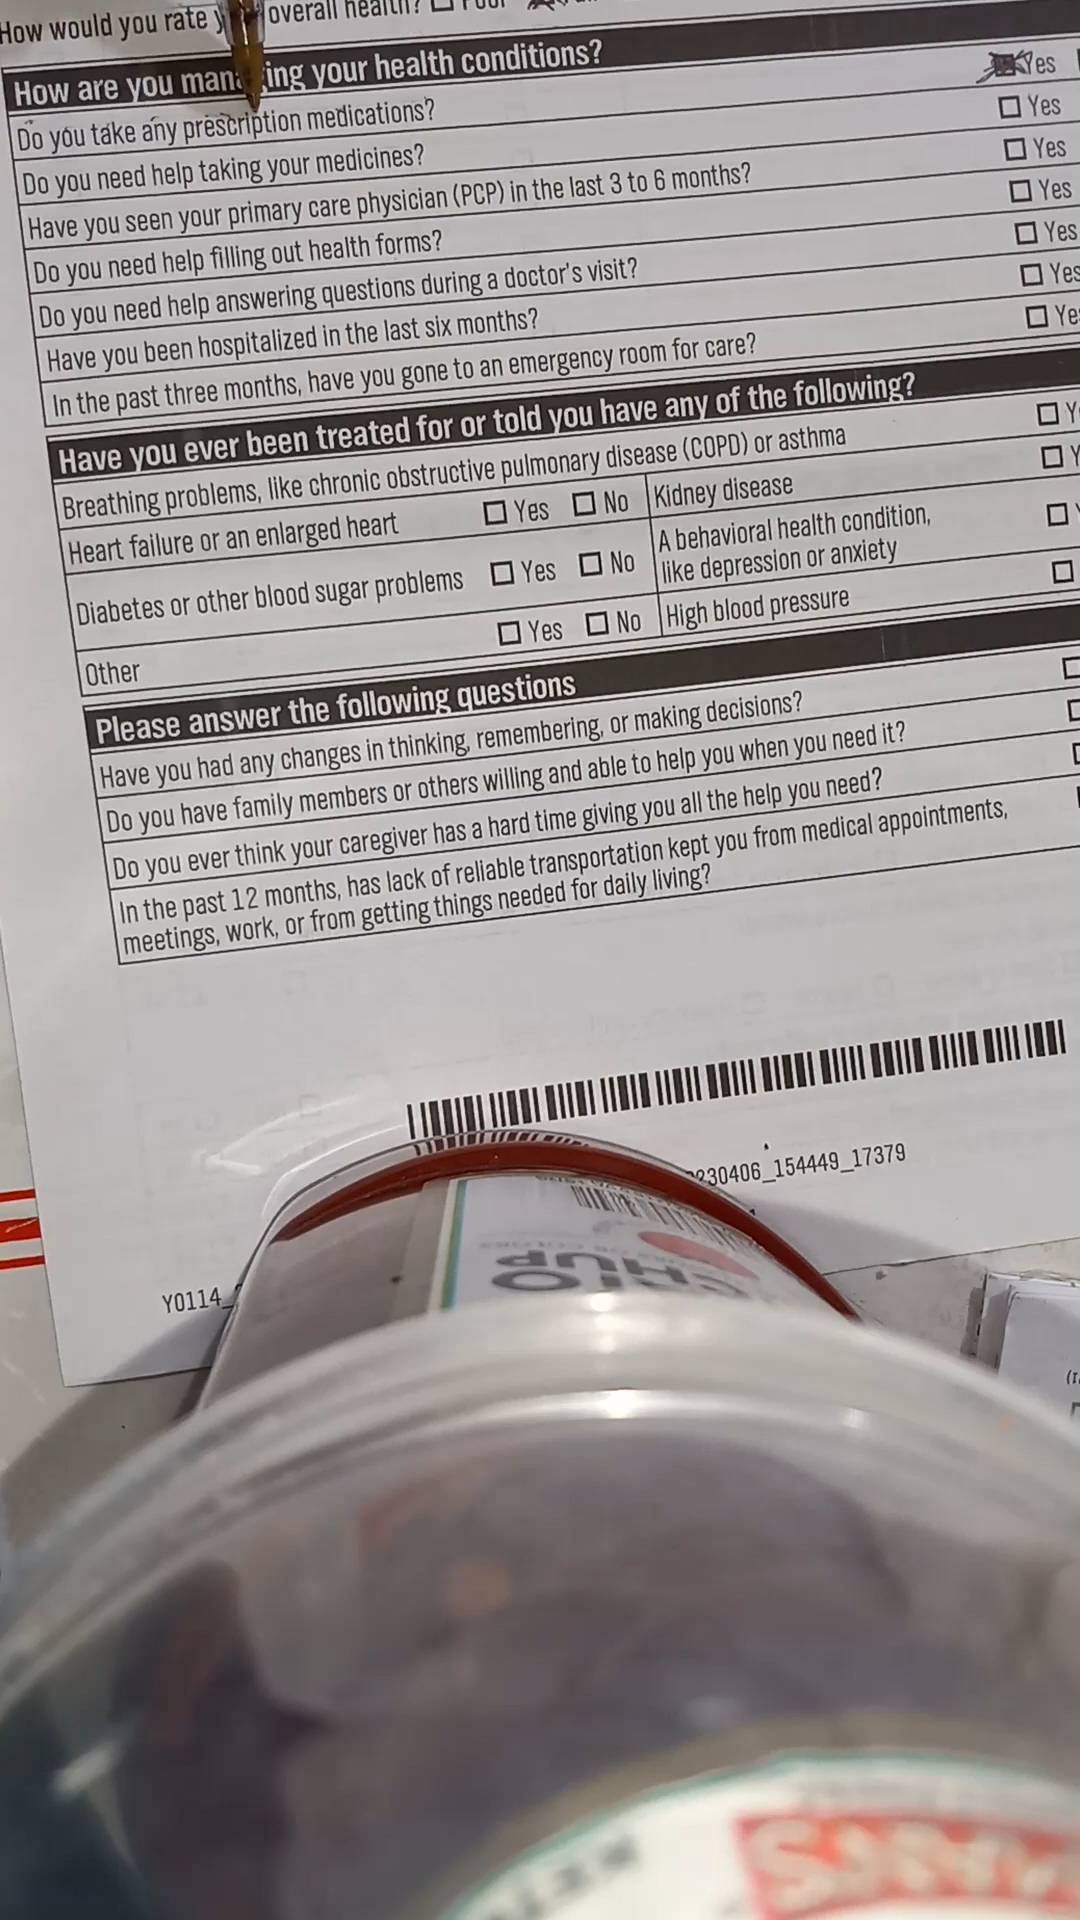 How would you rate y overall health?
How are you man ing your health conditions?
Do you take any prescription medications? Yes
Do you need help taking your medicines? Yes
Have you seen your primary care physician (PCP) in the last 3 to 6 months? Yes
Do you need help filling out health forms? Yes
Do you need help answering questions during a doctor's visit? Yes
Have you been hospitalized in the last six months? Yes
In the past three months, have you gone to an emergency room for care? Ye
Have you ever been treated for or told you have any of the following?
Breathing problems, like chronic obstructive pulmonary disease (COPD) or asthma Y
Heart failure or an enlarged heart Yes No Kidney disease Y
Diabetes or other blood sugar problems Yes No A behavioral health condition,
like depression or anxiety
Other Yes No High blood pressure
Please answer the following questions
Have you had any changes in thinking, remembering, or making decisions?
Do you have family members or others willing and able to help you when you need it?
Do you ever think your caregiver has a hard time giving you all the help you need?
In the past 12 months, has lack of reliable transportation kept you from medical appointments,
meetings, work, or from getting things needed for daily living?
230406_154449_17379
Y0114_